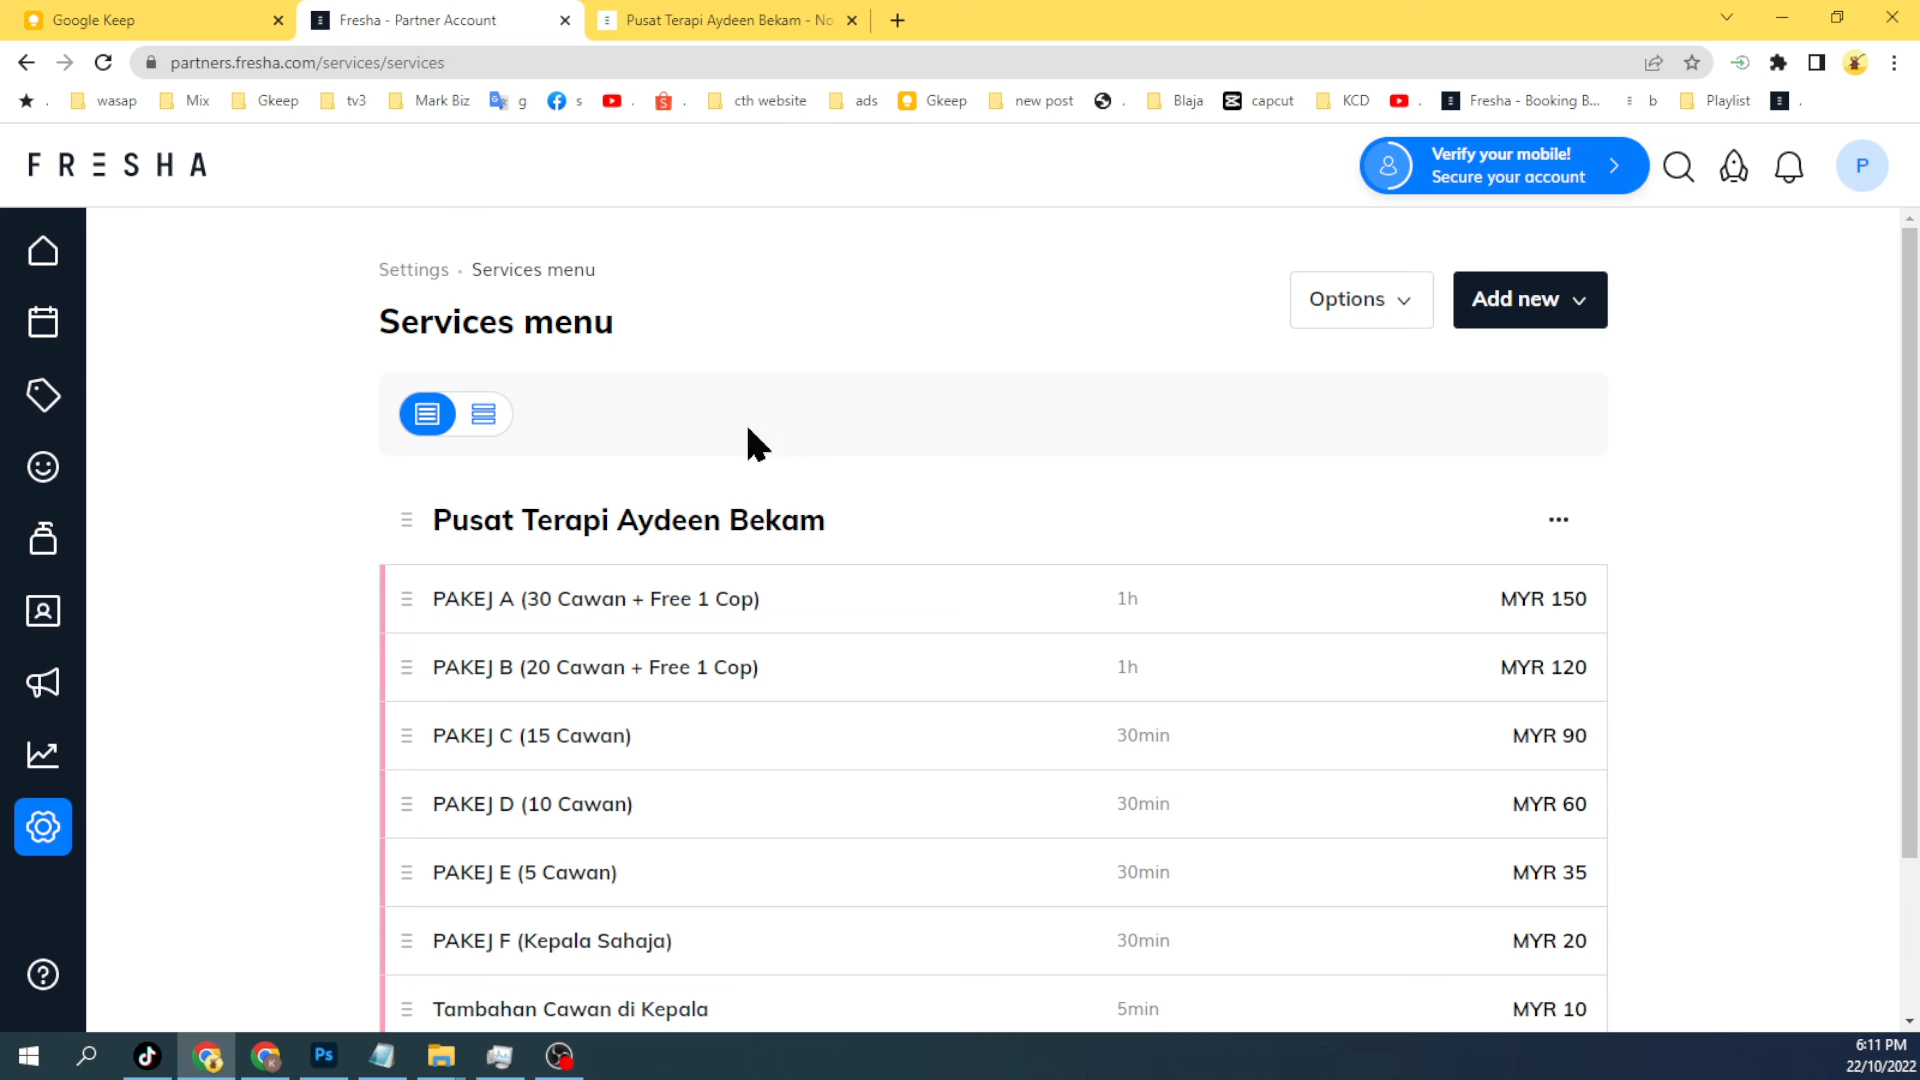 Google Keep
Fresha - Partner Account
Pusat Terapi Aydeen Bekam - No
partners.fresha.com/services/services
. wasap Mix Gkeep tv3 Mark Biz g s . . cth website ads Gkeep new post . Blaja capcut KCD . Fresha - Booking B... b Playlist .
FRESHA
Verify your mobile!
Secure your account
P
Settings • Services menu
Services menu
Options
Add new
Pusat Terapi Aydeen Bekam
PAKEJ A (30 Cawan + Free 1 Cop) 1h MYR 150
PAKEJ B (20 Cawan + Free 1 Cop) 1h MYR 120
PAKEJ C (15 Cawan) 30min MYR 90
PAKEJ D (10 Cawan) 30min MYR 60
PAKEJ E (5 Cawan) 30min MYR 35
PAKEJ F (Kepala Sahaja) 30min MYR 20
Tambahan Cawan di Kepala 5min MYR 10
Ps
K
6:11 PM
22/10/2022